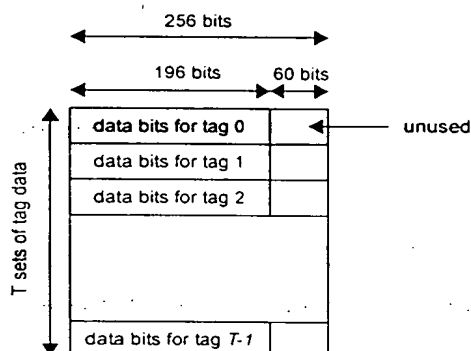 256 bits
196 bits
60 bits
data bits for tag 0
unused
data bits for tag 1
data bits for tag 2
T sets of tag data
data bits for tag T-1